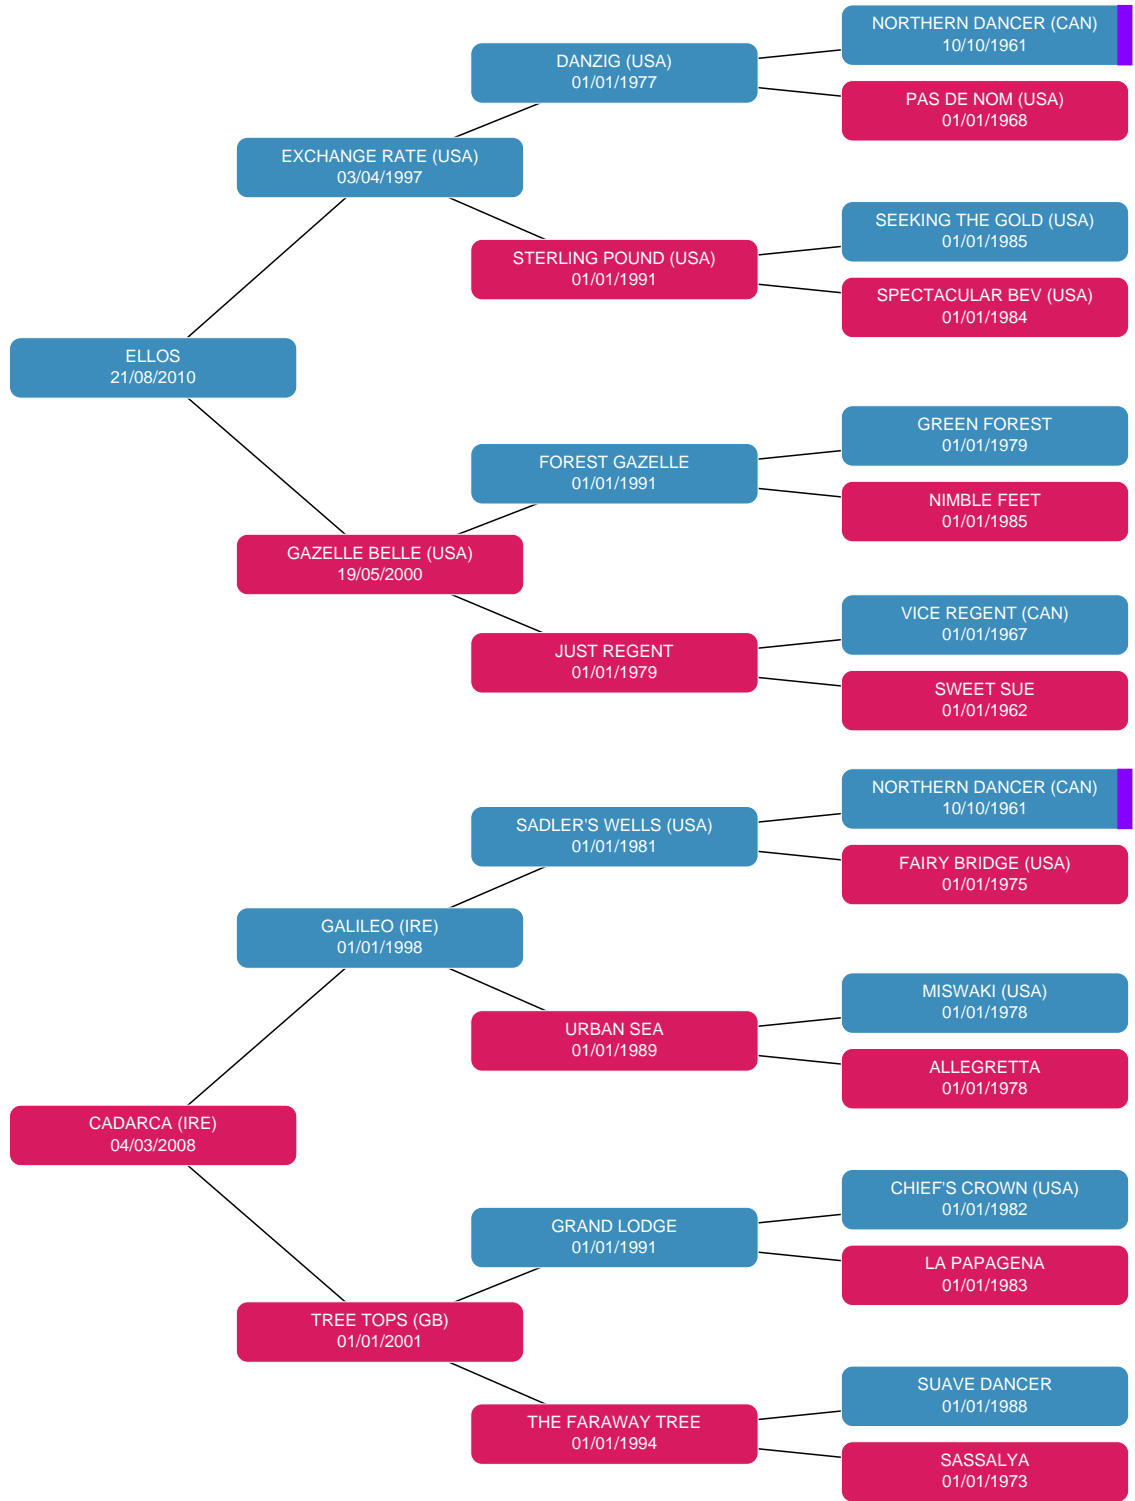 NORTHERN DANCER (CAN)
10/10/1961
DANZIG (USA)
01/01/1977
PAS DE NOM (USA)
01/01/1968
EXCHANGE RATE (USA)
03/04/1997
SEEKING THE GOLD (USA)
01/01/1985
STERLING POUND (USA)
01/01/1991
SPECTACULAR BEV (USA)
01/01/1984
ELLOS
21/08/2010
GREEN FOREST
01/01/1979
FOREST GAZELLE
01/01/1991
NIMBLE FEET
01/01/1985
GAZELLE BELLE (USA)
19/05/2000
VICE REGENT (CAN)
01/01/1967
JUST REGENT
01/01/1979
SWEET SUE
01/01/1962
NORTHERN DANCER (CAN)
10/10/1961
SADLER'S WELLS (USA)
01/01/1981
FAIRY BRIDGE (USA)
01/01/1975
GALILEO (IRE)
01/01/1998
MISWAKI (USA)
01/01/1978
URBAN SEA
01/01/1989
ALLEGRETTA
01/01/1978
CADARCA (IRE)
04/03/2008
CHIEF'S CROWN (USA)
01/01/1982
GRAND LODGE
01/01/1991
LA PAPAGENA
01/01/1983
TREE TOPS (GB)
01/01/2001
SUAVE DANCER
01/01/1988
THE FARAWAY TREE
01/01/1994
SASSALYA
01/01/1973